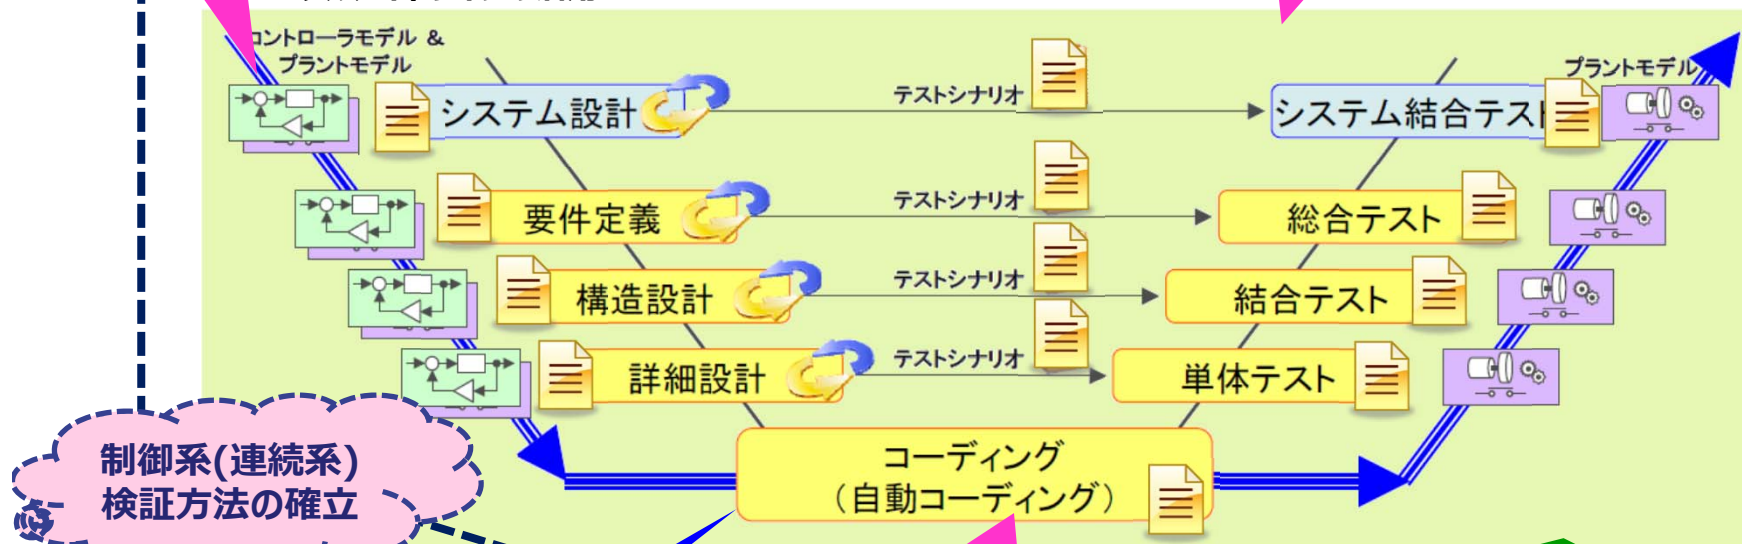 コントローラモデル &
プラントモデル
プラントモデル
システム設計
テストシナリオ
システム結合テスト
要件定義
テストシナリオ
総合テスト
構造設計
テストシナリオ
結合テスト
詳細設計
テストシナリオ
単体テスト
コーディング
（自動コーディング）
制御系(連続系)
検証方法の確立